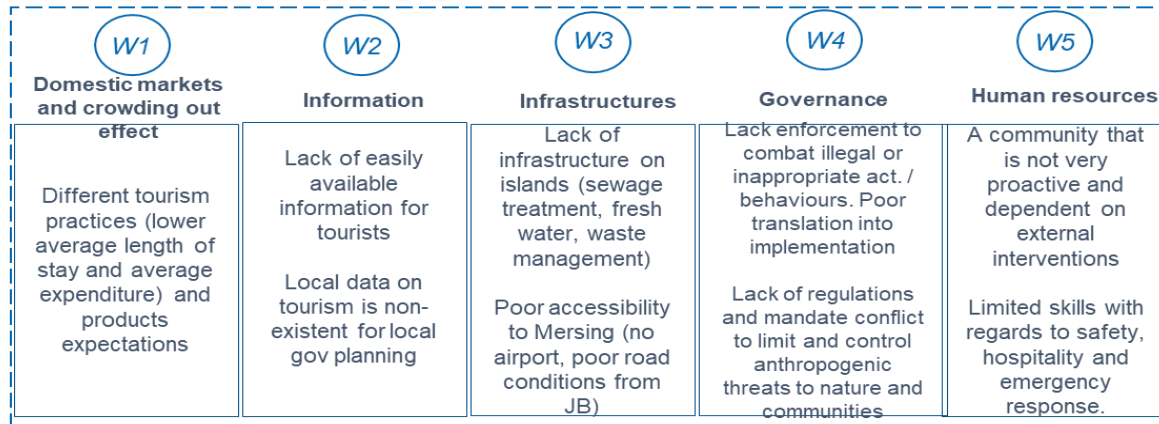 W1
Domestic markets
and crowding out
effect
Different tourism
practices (lower
average length of
stay and average
expenditure) and
products
expectations
W2
Information
Lack of easily
available
information for
tourists
Local data on
tourism is non-
existent for local
gov planning
W3
Infrastructures
Lack of
infrastructure on
islands (sewage
treatment, fresh
water, waste
management)
Poor accessibility
to Mersing (no
airport, poor road
conditions from
JB)
W4
Governance
Lack enforcement to
combat illegal or
inappropriate act. /
behaviours. Poor
translation into
implementation
Lack of regulations
and mandate conflict
to limit and control
anthropogenic
threats to nature and
communities
W5
Human resources
A community that
is not very
proactive and
dependent on
external
interventions
Limited skills with
regards to safety,
hospitality and
emergency
response.